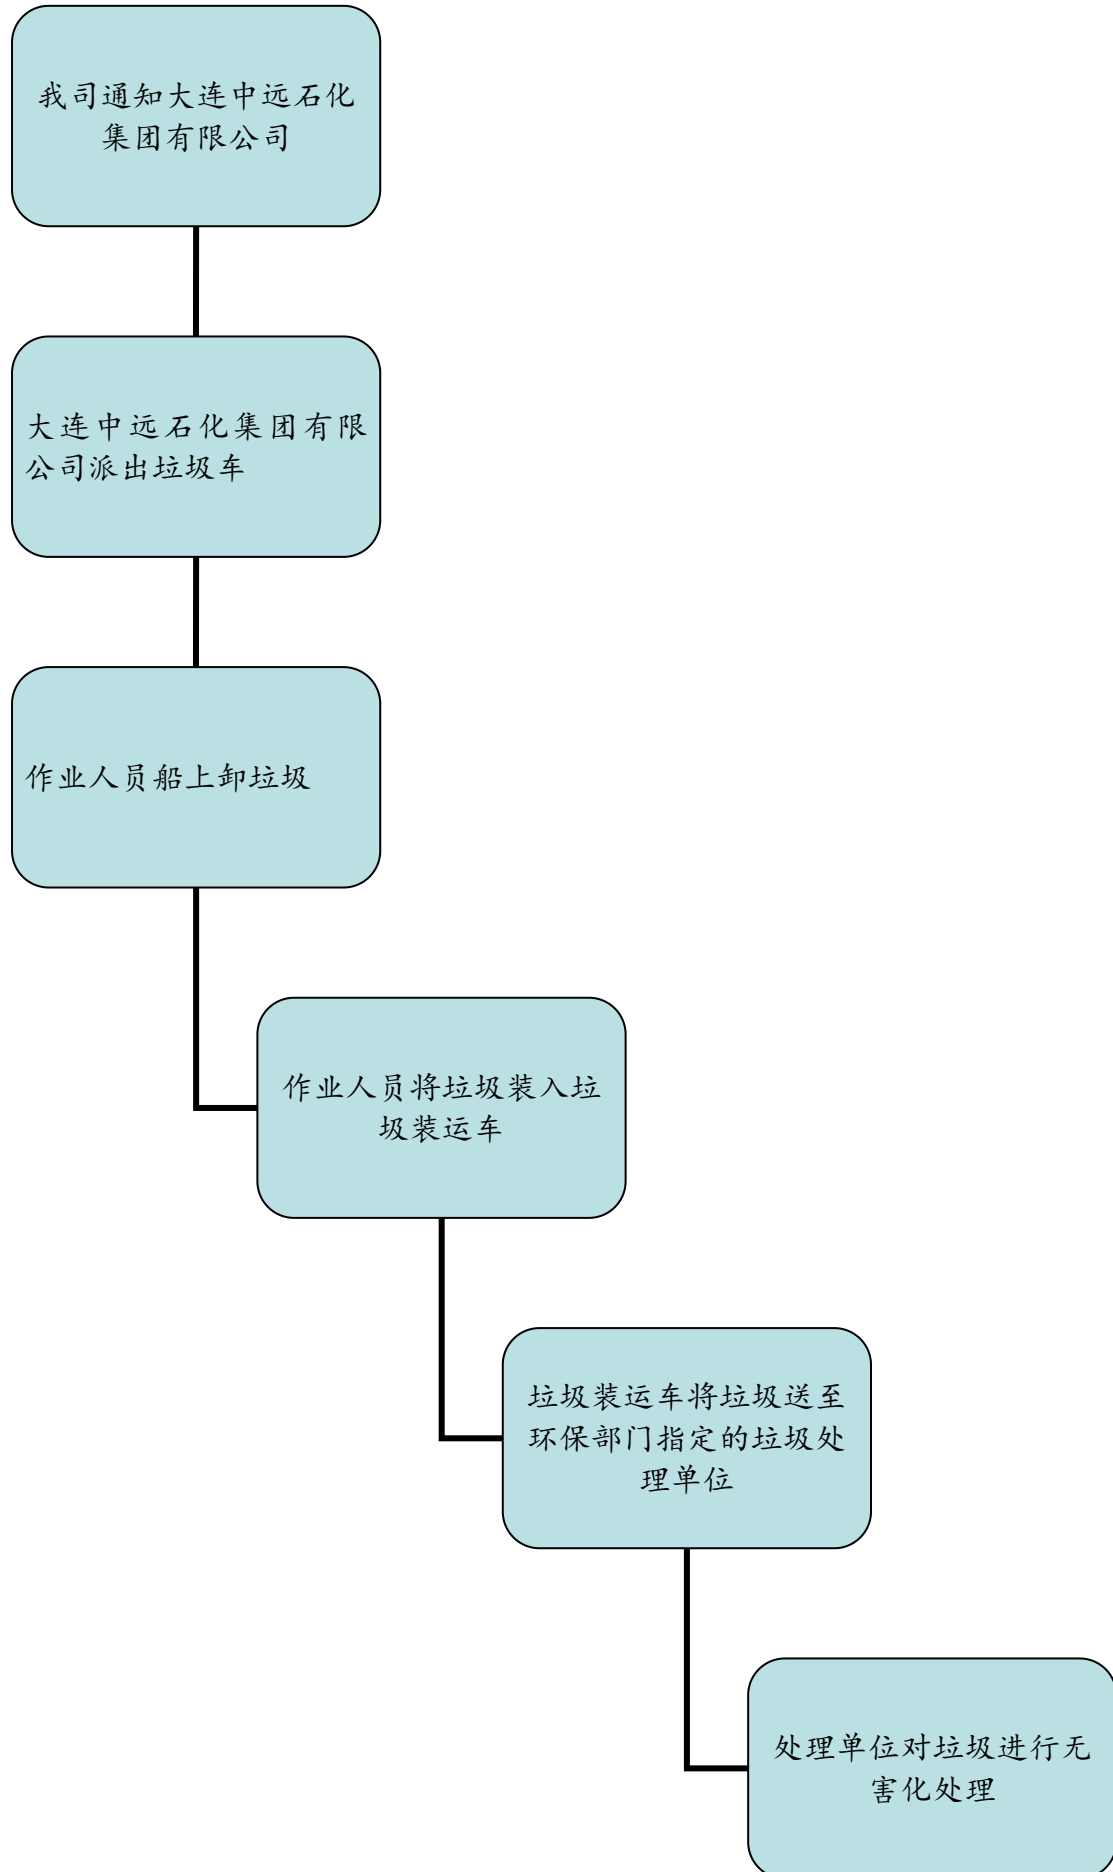 我司通知大连中远石化
集团有限公司
大连中远石化集团有限
公司派出垃圾车
作业人员船上卸垃圾
作业人员将垃圾装入垃
圾装运车
垃圾装运车将垃圾送至
环保部门指定的垃圾处
理单位
处理单位对垃圾进行无
害化处理